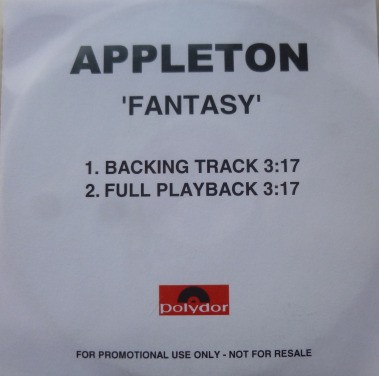 APPLETON
'FANTASY'
1. BACKING TRACK 3:17
2. FULL PLAYBACK 3:17
polydor
FOR PROMOTIONAL USE ONLY - NOT FOR RESALE